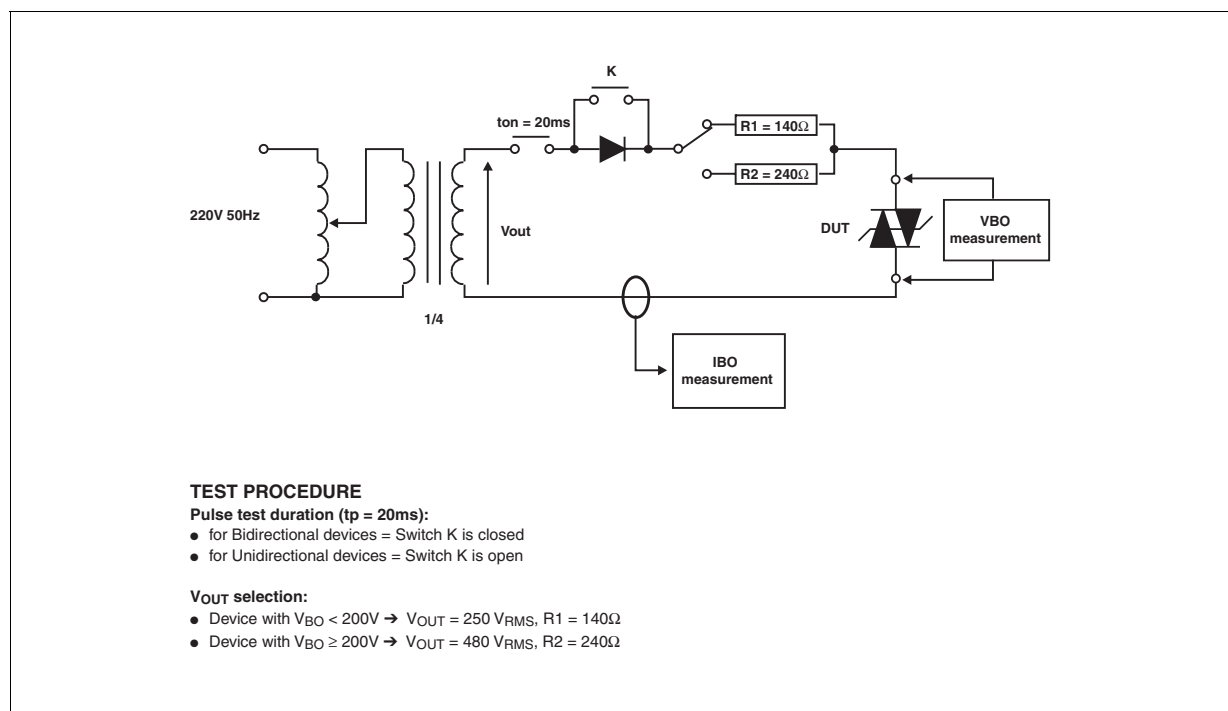 K
ton = 20ms
R1 = 140Ω
R2 = 240Ω
220V 50Hz
Vout
DUT
VBO
measurement
1/4
IBO
measurement
TEST PROCEDURE
Pulse test duration (tp = 20ms):
● for Bidirectional devices = Switch K is closed
● for Unidirectional devices = Switch K is open
VOUT selection:
● Device with VBO < 200V ➔ VOUT = 250 VRMS, R1 = 140Ω
● Device with VBO ≥ 200V ➔ VOUT = 480 VRMS, R2 = 240Ω